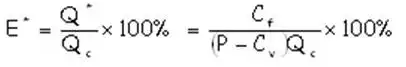 E* = Q*/Q_c × 100% = C_f/((P − C_v)Q_c) × 100%